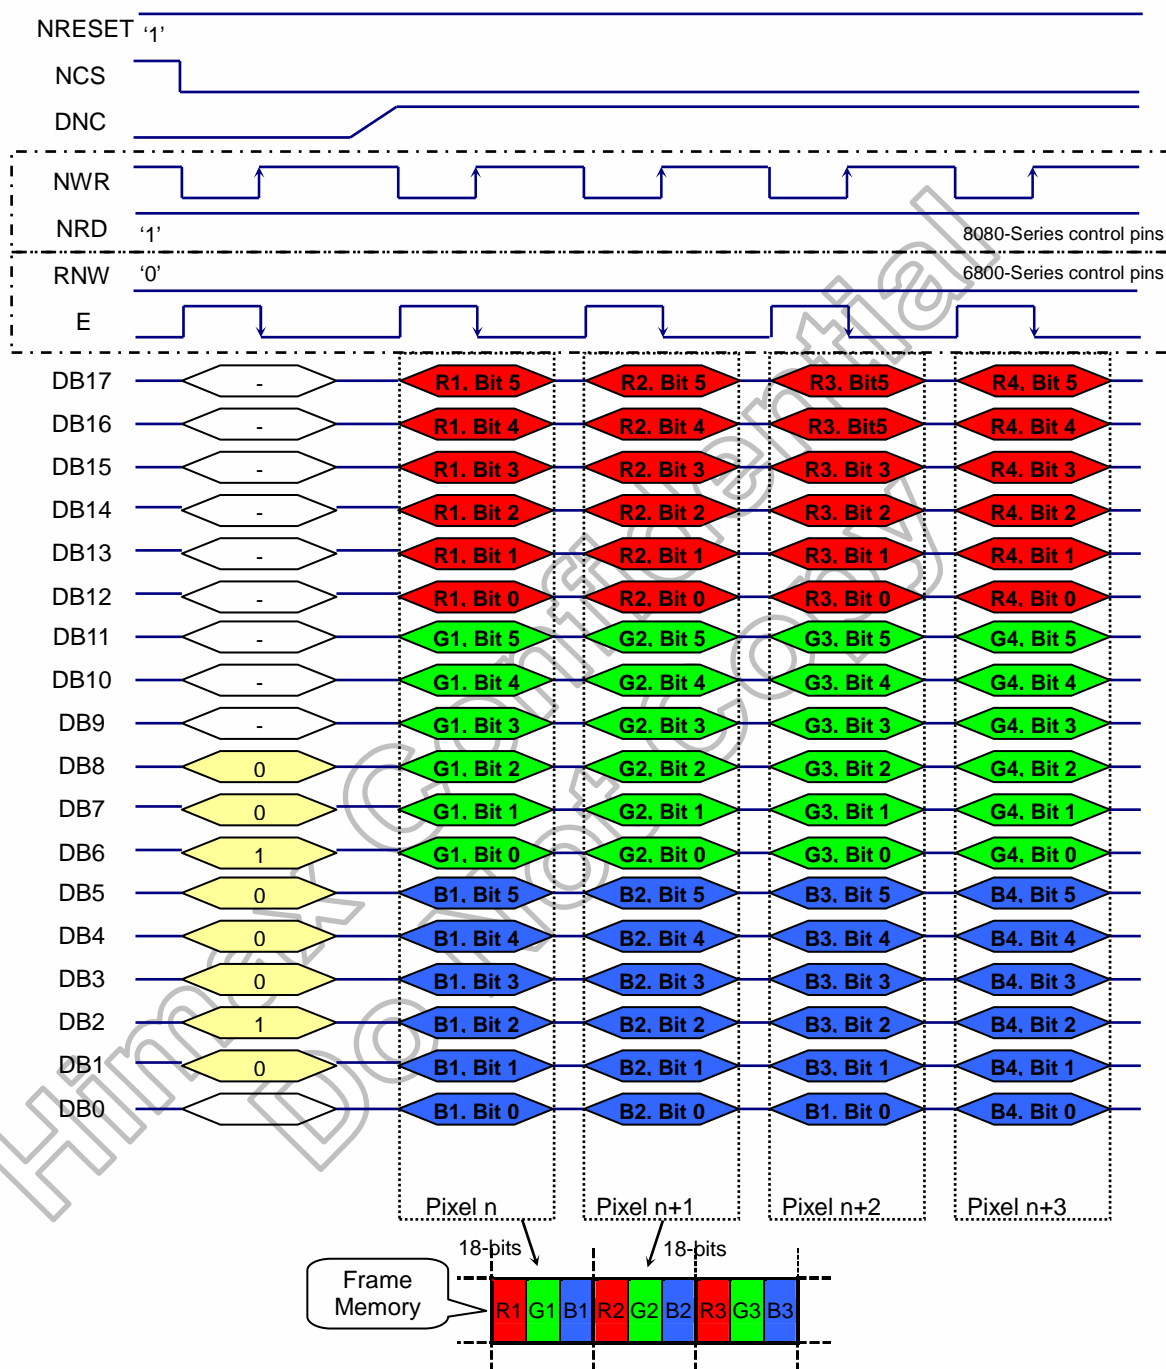 NRESET ‘1’
NCS
DNC
NWR
NRD ‘1’ 8080-Series control pins
RNW ‘0’ 6800-Series control pins
E
DB17 - R1, Bit 5 R2, Bit 5 R3, Bit5 R4, Bit 5
DB16 - R1, Bit 4 R2, Bit 4 R3, Bit5 R4, Bit 4
DB15 - R1, Bit 3 R2, Bit 3 R3, Bit 3 R4, Bit 3
DB14 - R1, Bit 2 R2, Bit 2 R3, Bit 2 R4, Bit 2
DB13 - R1, Bit 1 R2, Bit 1 R3, Bit 1 R4, Bit 1
DB12 - R1, Bit 0 R2, Bit 0 R3, Bit 0 R4, Bit 0
DB11 - G1, Bit 5 G2, Bit 5 G3, Bit 5 G4, Bit 5
DB10 - G1, Bit 4 G2, Bit 4 G3, Bit 4 G4, Bit 4
DB9 - G1, Bit 3 G2, Bit 3 G3, Bit 3 G4, Bit 3
DB8 0 G1, Bit 2 G2, Bit 2 G3, Bit 2 G4, Bit 2
DB7 0 G1, Bit 1 G2, Bit 1 G3, Bit 1 G4, Bit 1
DB6 1 G1, Bit 0 G2, Bit 0 G3, Bit 0 G4, Bit 0
DB5 0 B1, Bit 5 B2, Bit 5 B3, Bit 5 B4, Bit 5
DB4 0 B1, Bit 4 B2, Bit 4 B3, Bit 4 B4, Bit 4
DB3 0 B1, Bit 3 B2, Bit 3 B3, Bit 3 B4, Bit 3
DB2 1 B1, Bit 2 B2, Bit 2 B3, Bit 2 B4, Bit 2
DB1 0 B1, Bit 1 B2, Bit 1 B3, Bit 1 B4, Bit 1
DB0 B1, Bit 0 B2, Bit 0 B1, Bit 0 B4, Bit 0
Pixel n Pixel n+1 Pixel n+2 Pixel n+3
18-bits 18-bits
Frame
Memory
R1 G1 B1 R2 G2 B2 R3 G3 B3
Himax Confidential
Do Not Copy